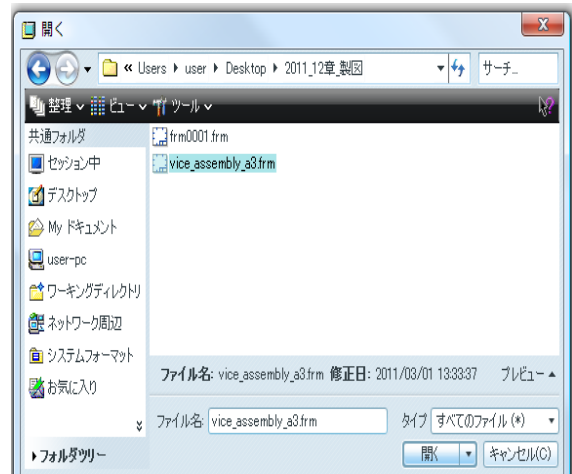 開く
« Users ▶ user ▶ Desktop ▶ 2011_12章_製図
サーチ...
整理 ビュー ツール
共通フォルダ
セッション中
デスクトップ
My ドキュメント
user-pc
ワーキングディレクトリ
ネットワーク周辺
システムフォーマット
お気に入り
frm0001.frm
vice_assembly_a3.frm
ファイル名: vice_assembly_a3.frm 修正日: 2011/03/01 13:33:37 プレビュー
ファイル名: vice_assembly_a3.frm タイプ すべてのファイル (*)
フォルダツリー
開く キャンセル(C)